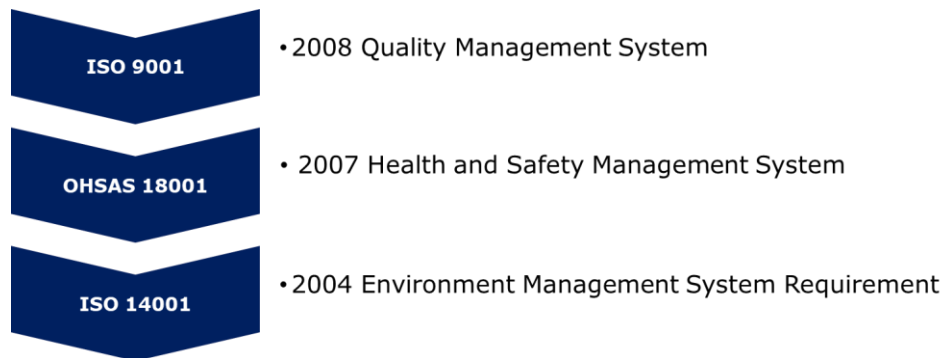 ISO 9001
•2008 Quality Management System
OHSAS 18001
• 2007 Health and Safety Management System
ISO 14001
•2004 Environment Management System Requirement